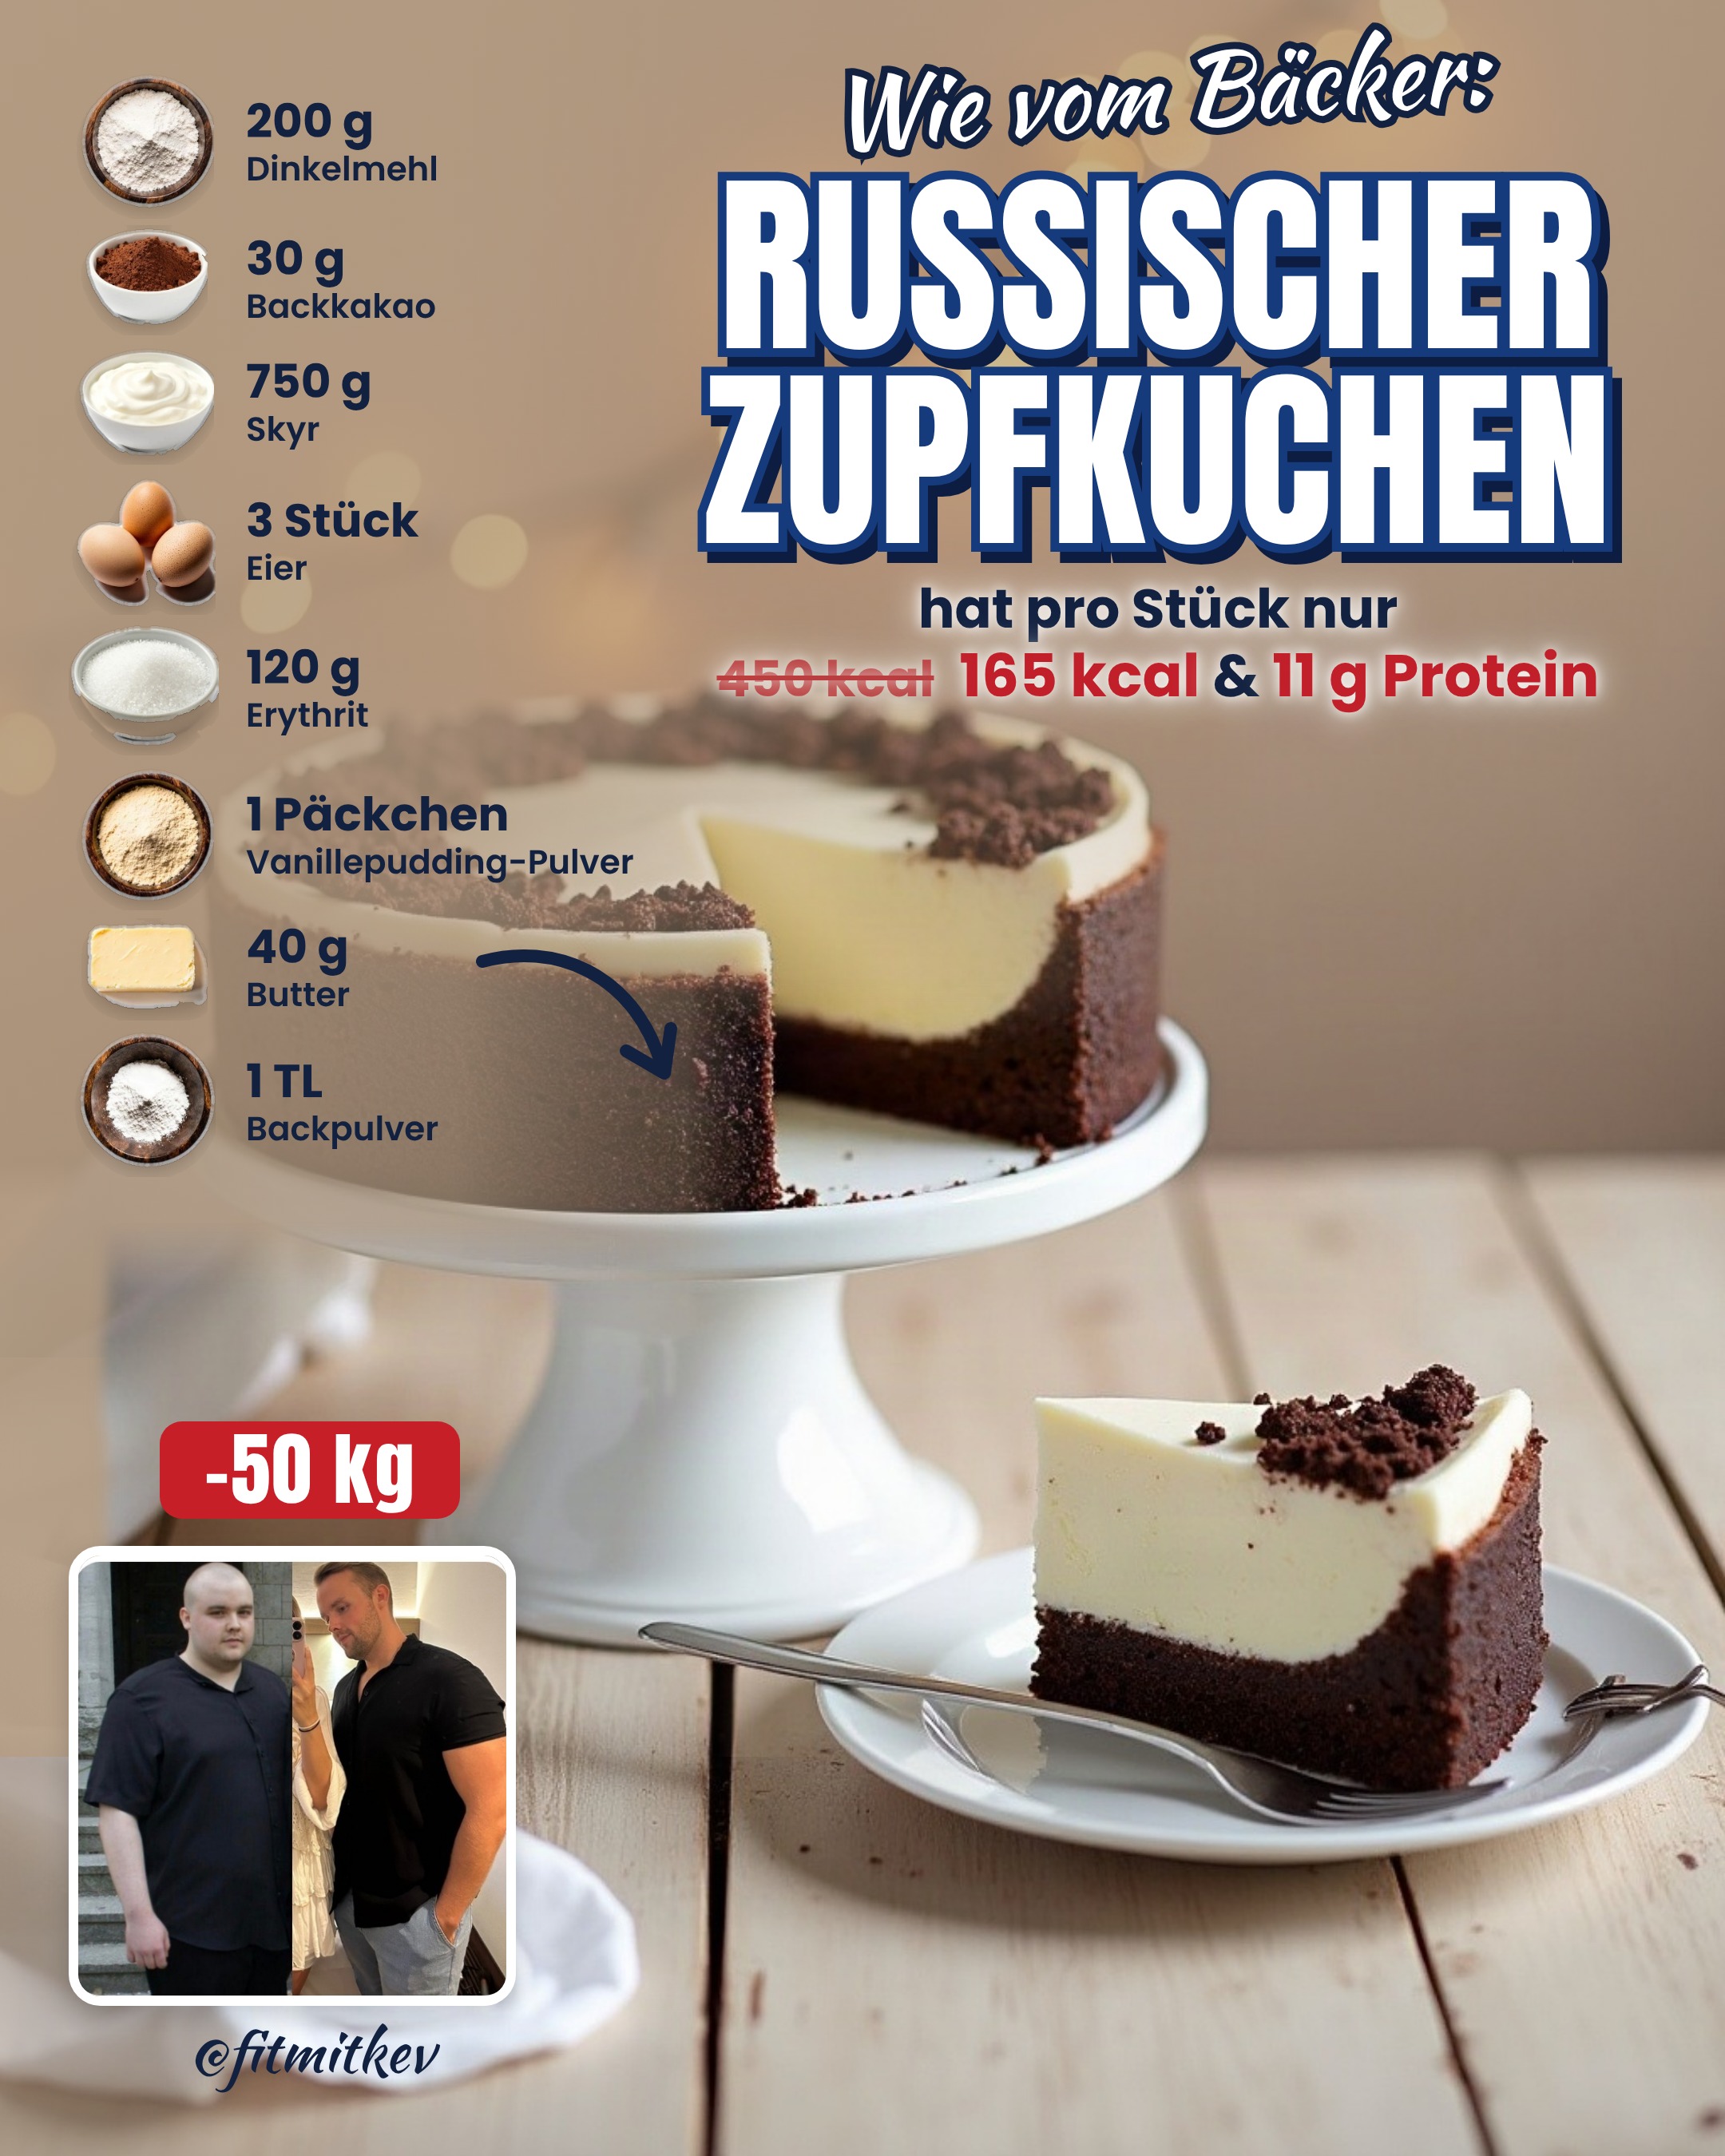 Wie vom Bäcker:
RUSSISCHER
ZUPFKUCHEN
hat pro Stück nur
450 kcal 165 kcal & 11 g Protein
200 g
Dinkelmehl
30 g
Backkakao
750 g
Skyr
3 Stück
Eier
120 g
Erythrit
1 Päckchen
Vanillepudding-Pulver
40 g
Butter
1 TL
Backpulver
-50 kg
@fitmitkev